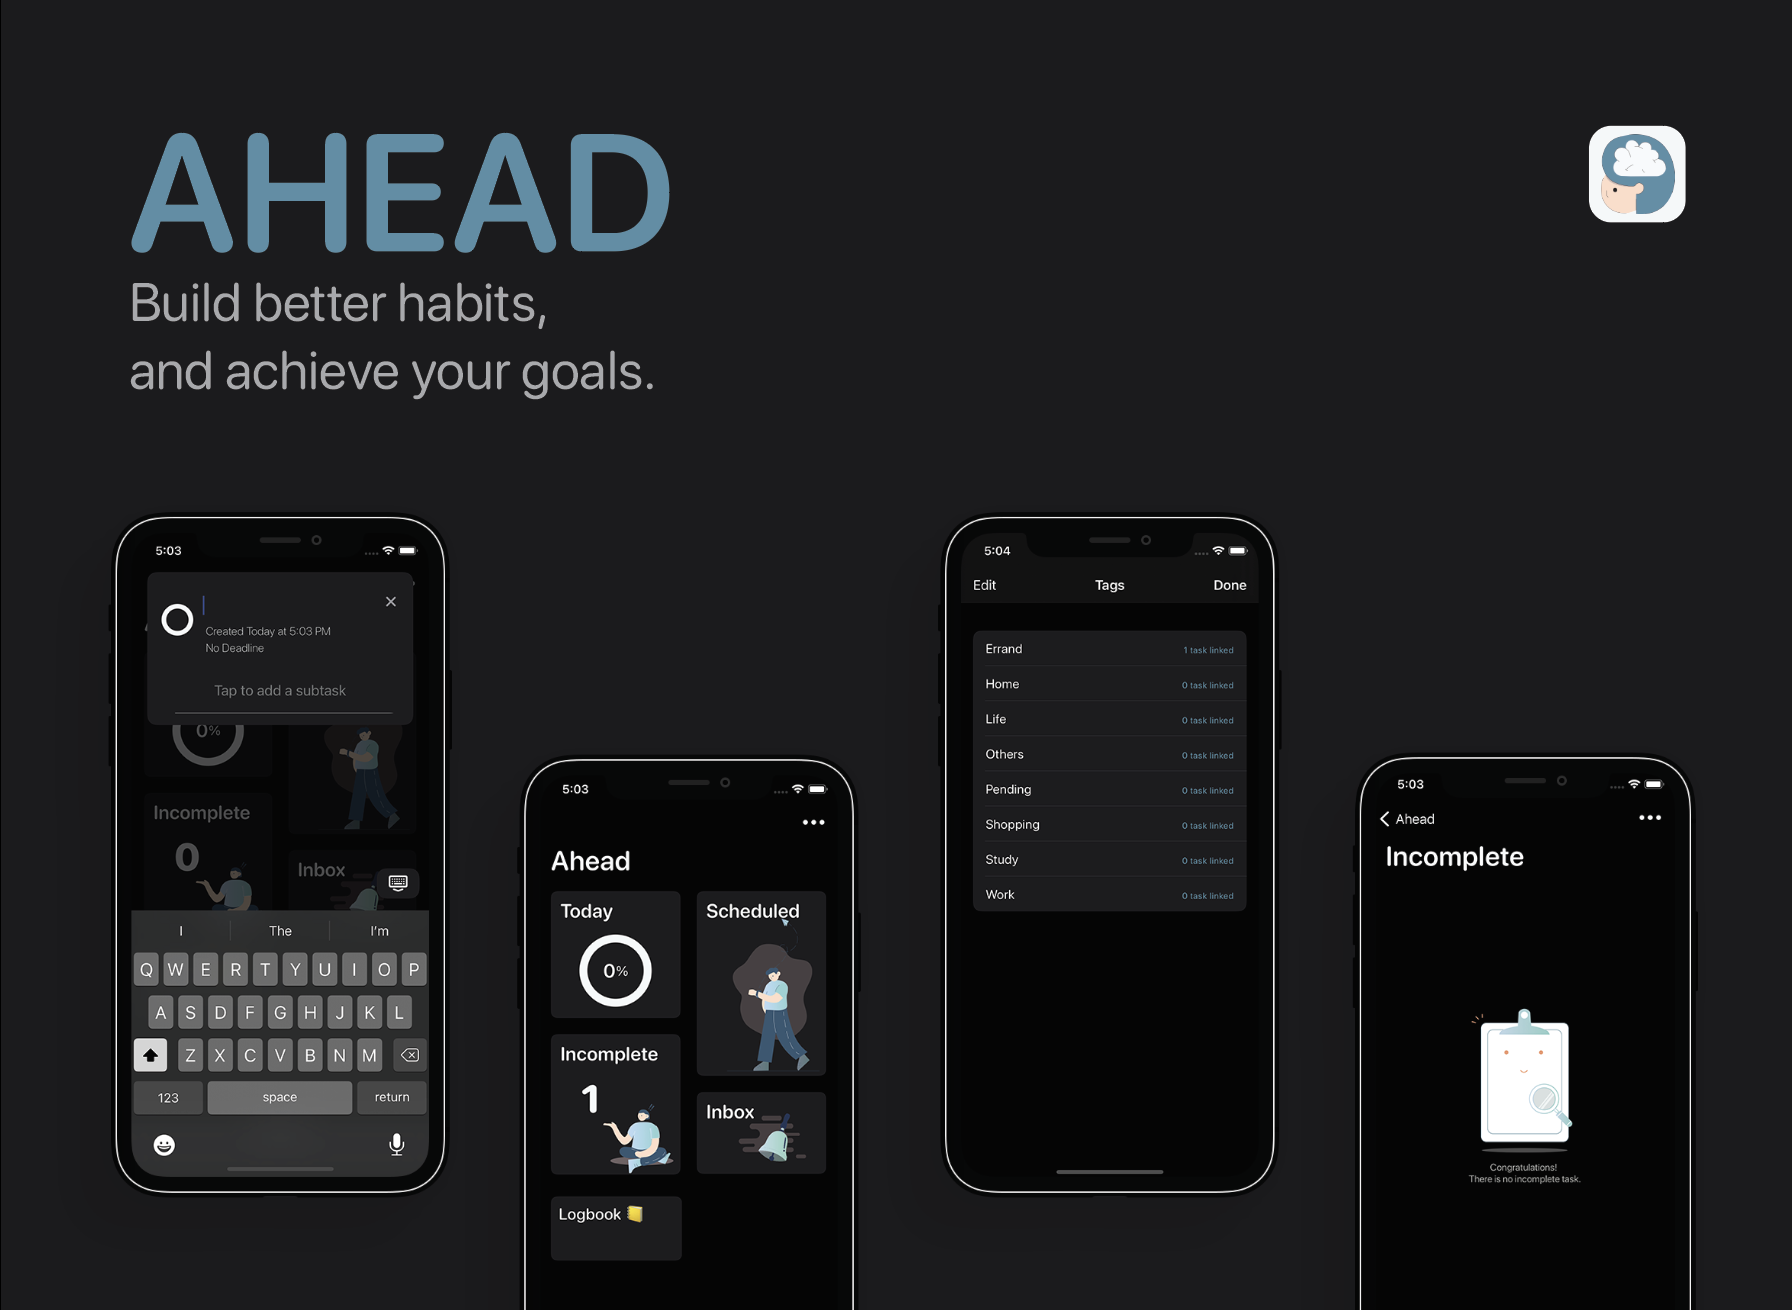 AHEAD
Build better habits,
and achieve your goals.
5:03
Created Today at 5:03 PM
No Deadline
Tap to add a subtask
0%
Incomplete
0
Inbox
I The I'm
Q W E R T Y U I O P
A S D F G H J K L
Z X C V B N M
123 space return
5:03
Ahead
Today
0%
Scheduled
Incomplete
1
Inbox
Logbook
5:04
Edit Tags Done
Errand 1 task linked
Home 0 task linked
Life 0 task linked
Others 0 task linked
Pending 0 task linked
Shopping 0 task linked
Study 0 task linked
Work 0 task linked
5:03
Ahead
Incomplete
Congratulations!
There is no incomplete task.